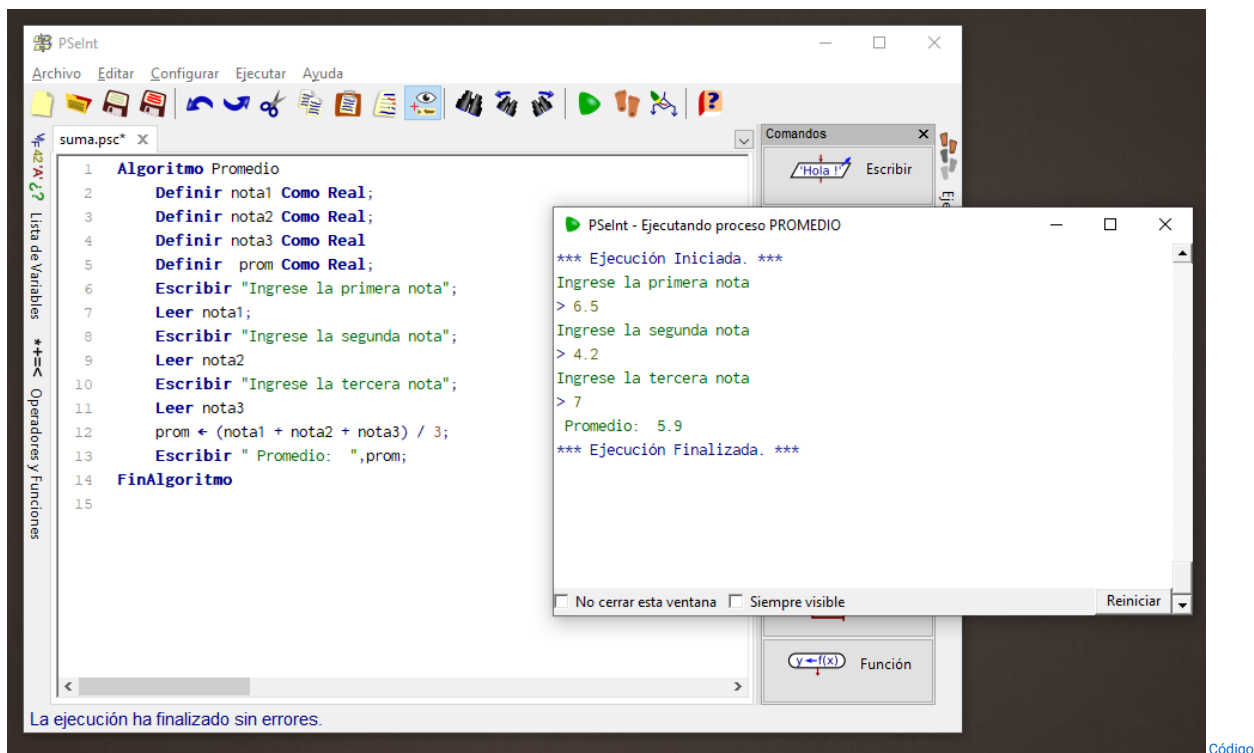 PSeInt
Archivo Editar Configurar Ejecutar Ayuda
suma.psc* X
Comandos
42 'A' ¿?
Lista de Variables
*+=<
Operadores y Funciones
1 Algoritmo Promedio
2 Definir nota1 Como Real;
3 Definir nota2 Como Real;
4 Definir nota3 Como Real
5 Definir  prom Como Real;
6 Escribir "Ingrese la primera nota";
7 Leer nota1;
8 Escribir "Ingrese la segunda nota";
9 Leer nota2
10 Escribir "Ingrese la tercera nota";
11 Leer nota3
12 prom ← (nota1 + nota2 + nota3) / 3;
13 Escribir " Promedio:  ",prom;
14 FinAlgoritmo
15
'Hola !' Escribir
PSeInt - Ejecutando proceso PROMEDIO
*** Ejecución Iniciada. ***
Ingrese la primera nota
> 6.5
Ingrese la segunda nota
> 4.2
Ingrese la tercera nota
> 7
Promedio:  5.9
*** Ejecución Finalizada. ***
No cerrar esta ventana
Siempre visible
Reiniciar
y←f(x) Función
La ejecución ha finalizado sin errores.
Código